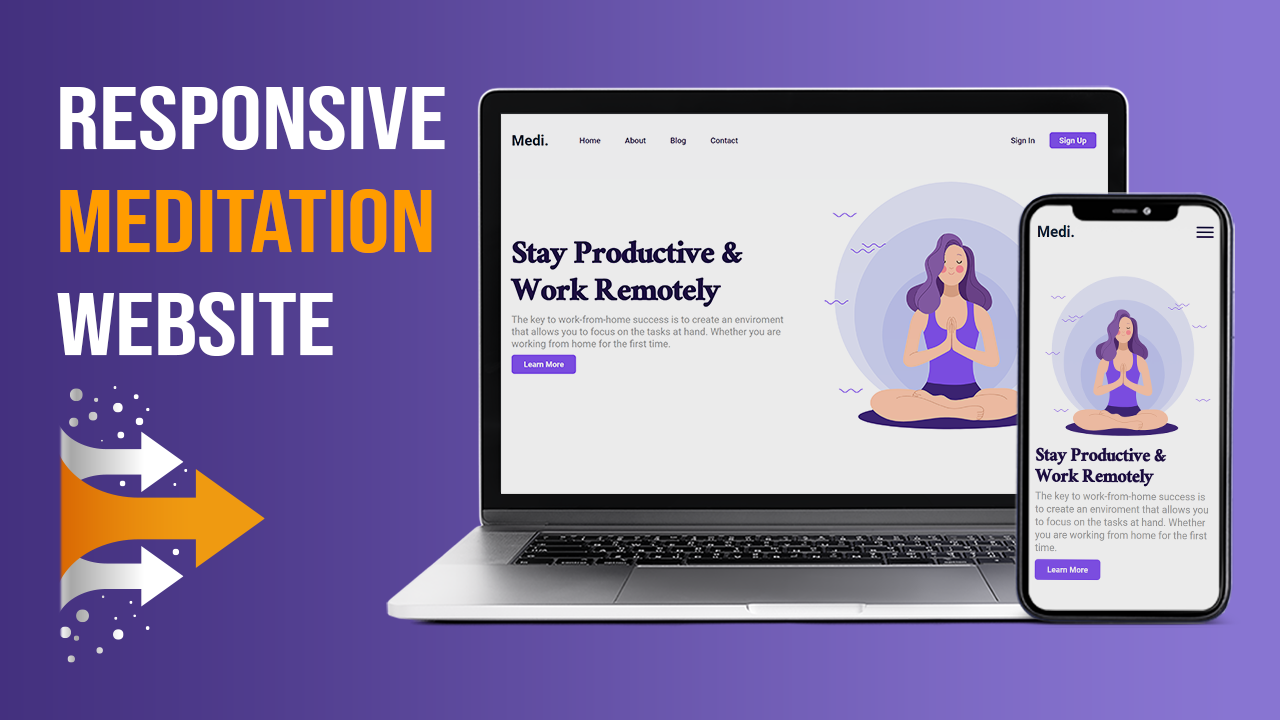 RESPONSIVE
MEDITATION
WEBSITE
Medi.
Home
About
Blog
Contact
Sign In
Sign Up
Stay Productive &
Work Remotely
The key to work-from-home success is to create an enviroment
that allows you to focus on the tasks at hand. Whether you are
working from home for the first time.
Learn More
Medi.
Stay Productive &
Work Remotely
The key to work-from-home success is
to create an enviroment that allows you
to focus on the tasks at hand. Whether
you are working from home for the first
time.
Learn More